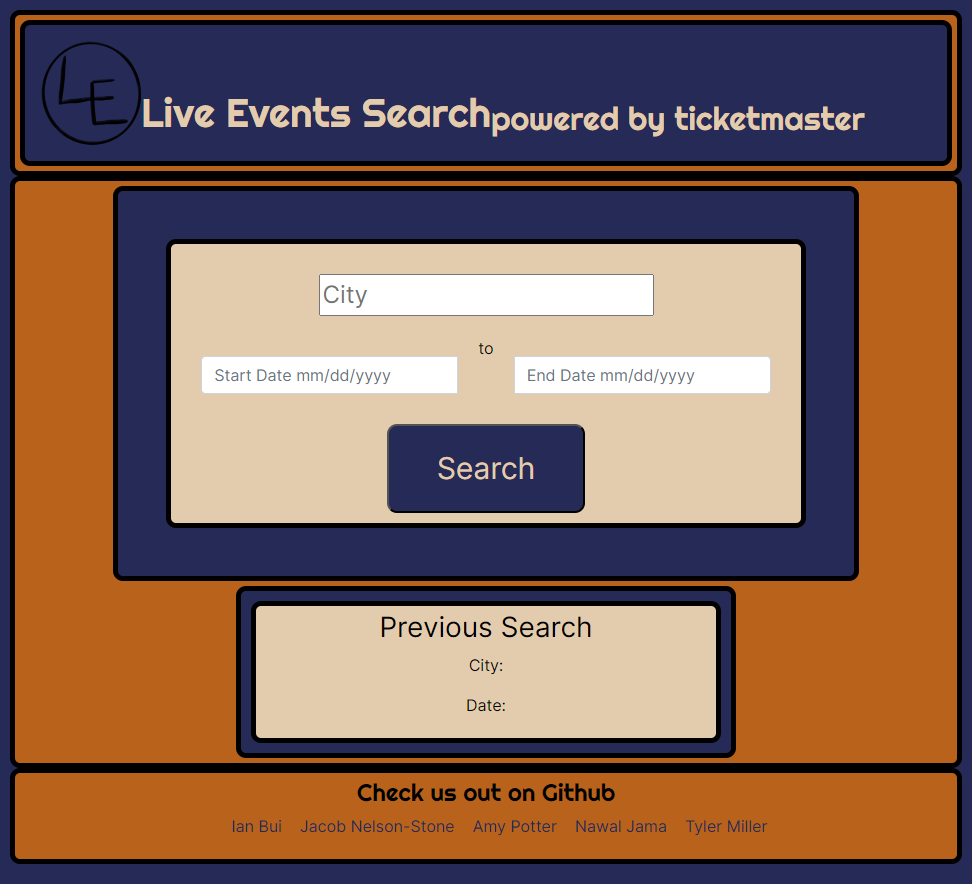 LE
Live Events Search powered by ticketmaster
City
to
Start Date mm/dd/yyyy End Date mm/dd/yyyy
Search
Previous Search
City:
Date:
Check us out on Github
Ian Bui Jacob Nelson-Stone Amy Potter Nawal Jama Tyler Miller